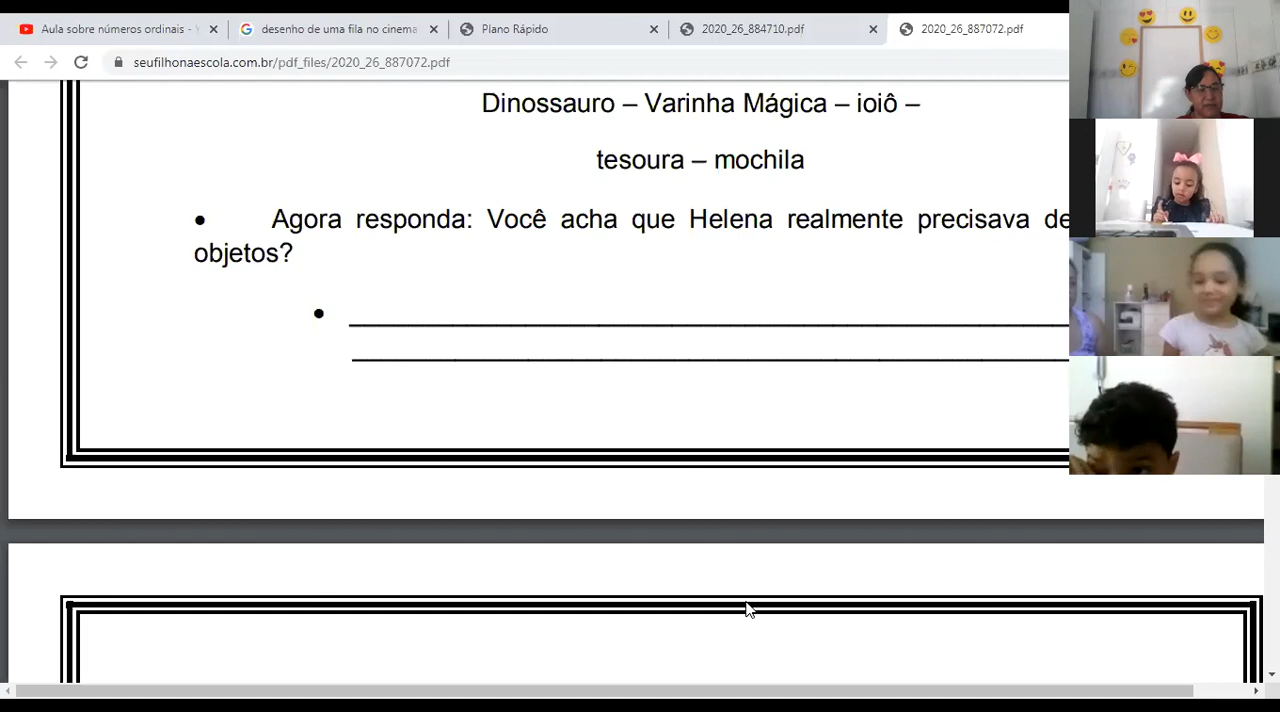 Aula sobre números ordinais - desenho de uma fila no cinema Plano Rápido 2020_26_884710.pdf 2020_26_887072.pdf
seufilhonaescola.com.br/pdf_files/2020_26_887072.pdf
Dinossauro – Varinha Mágica – ioiô –
tesoura – mochila
Agora responda: Você acha que Helena realmente precisava de
objetos?